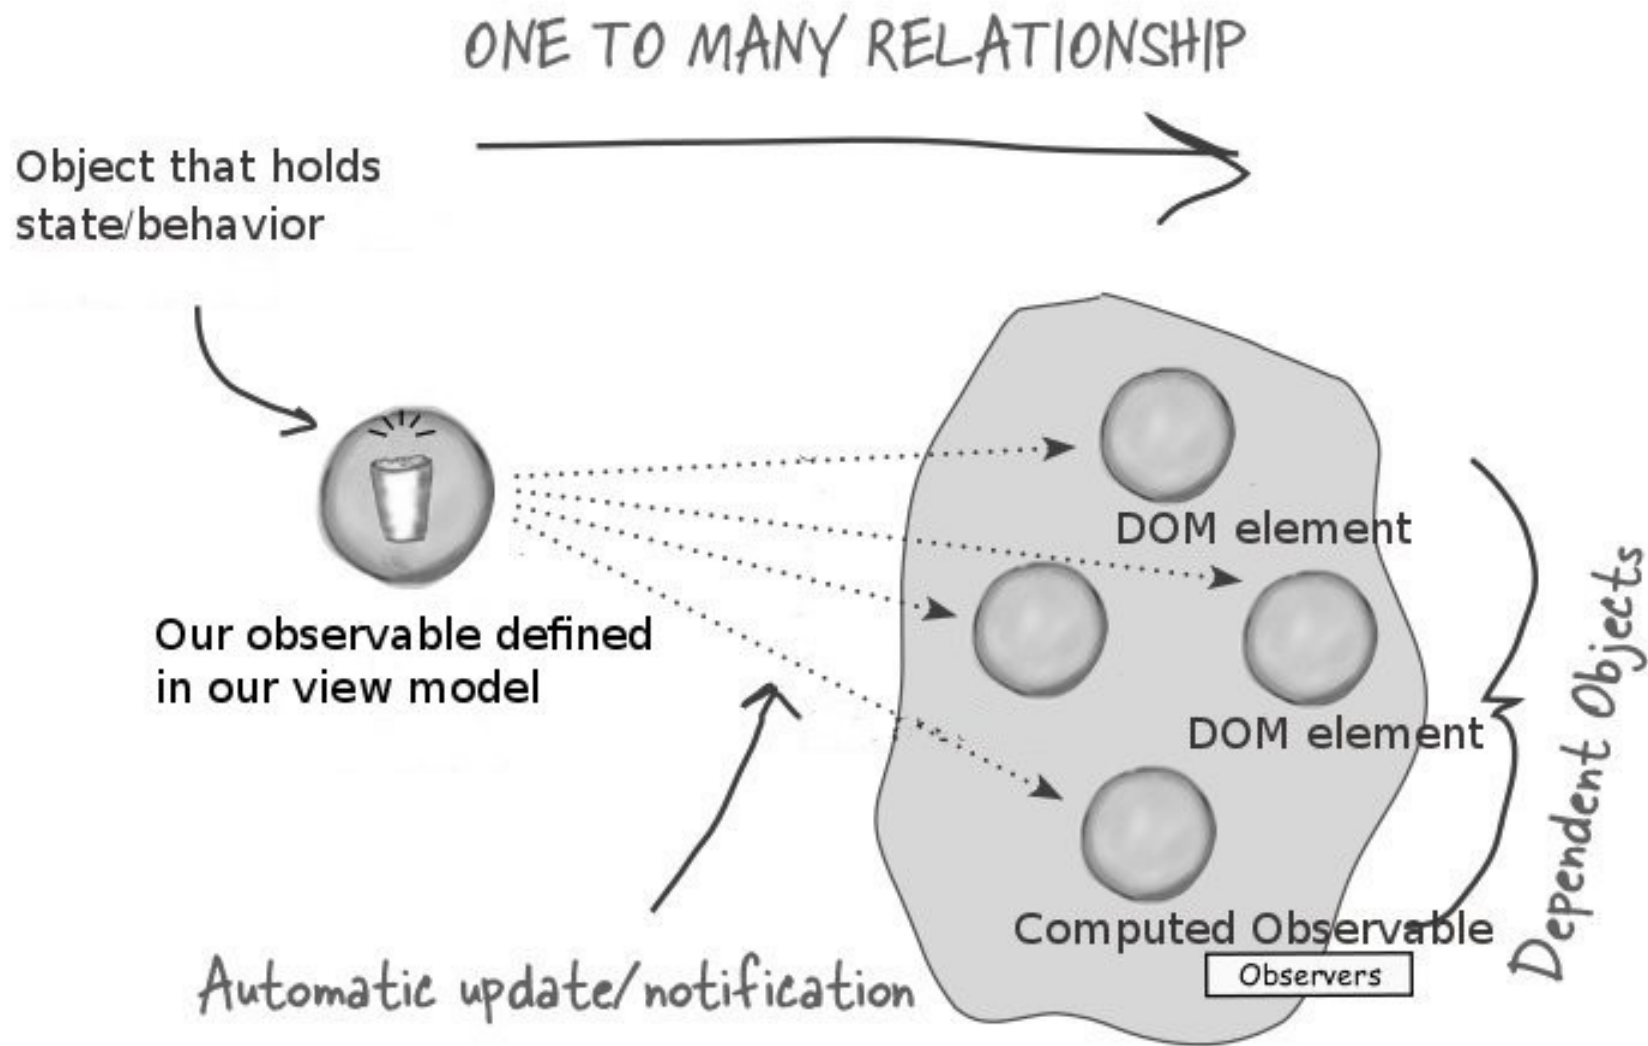 ONE TO MANY RELATIONSHIP
Object that holds
state/behavior
Our observable defined
in our view model
DOM element
DOM element
Computed Observable
Observers
Dependent Objects
Automatic update/notification